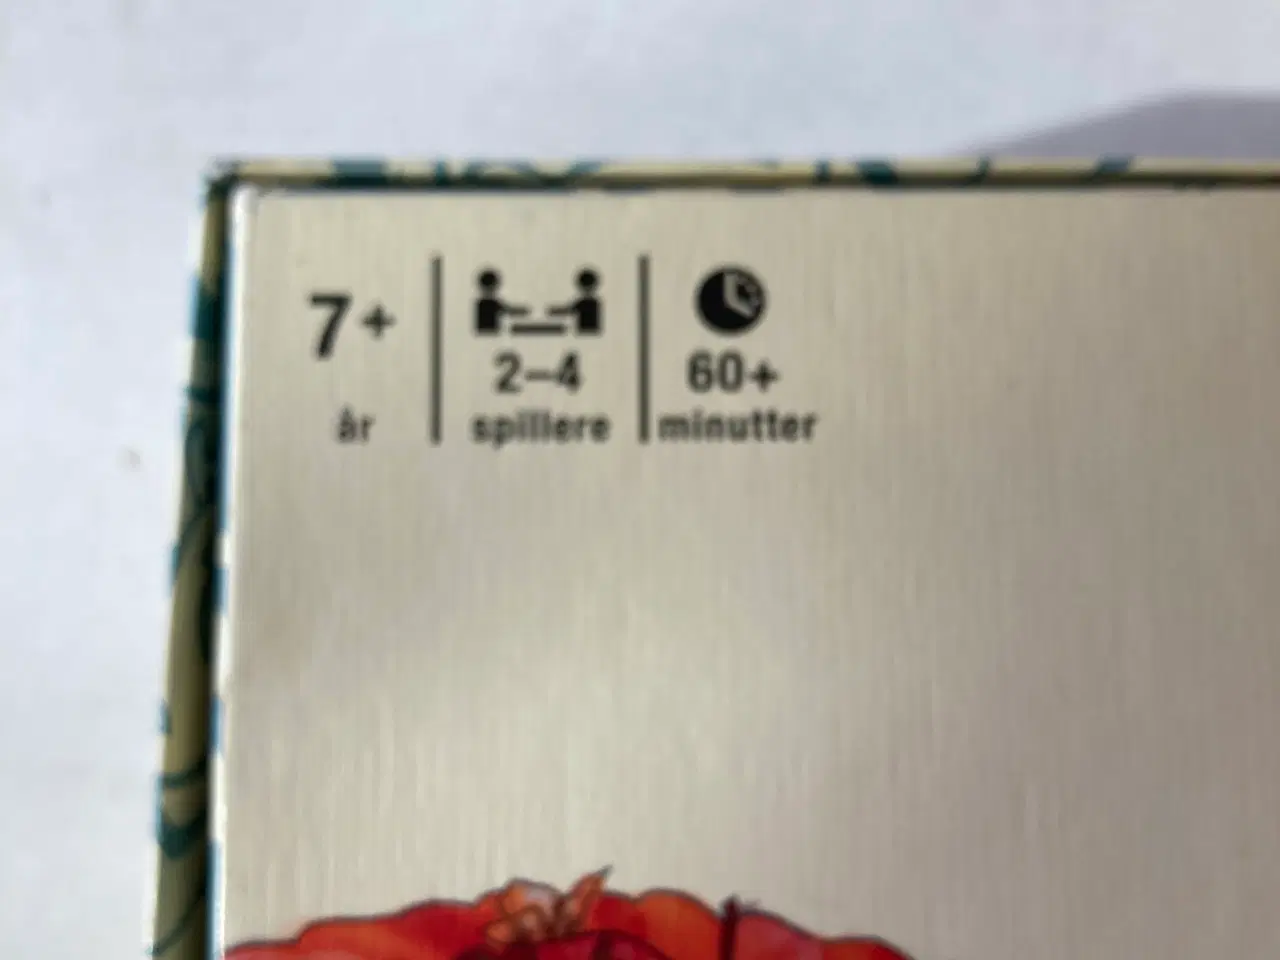 7+
år
2–4
spillere
60+
minutter